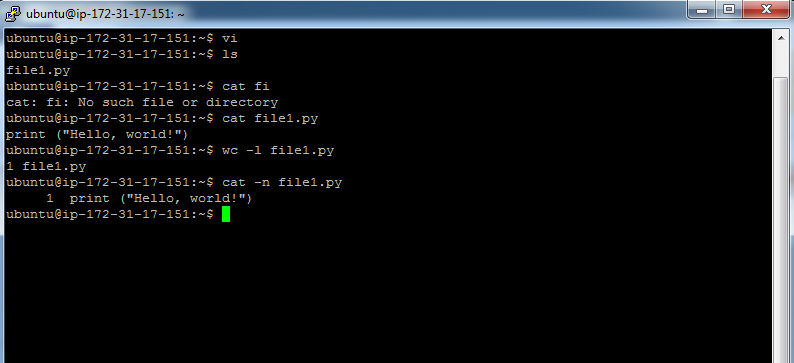 ubuntu@ip-172-31-17-151: ~
ubuntu@ip-172-31-17-151:~$ vi
ubuntu@ip-172-31-17-151:~$ ls
file1.py
ubuntu@ip-172-31-17-151:~$ cat fi
cat: fi: No such file or directory
ubuntu@ip-172-31-17-151:~$ cat file1.py
print ("Hello, world!")
ubuntu@ip-172-31-17-151:~$ wc -l file1.py
1 file1.py
ubuntu@ip-172-31-17-151:~$ cat -n file1.py
     1  print ("Hello, world!")
ubuntu@ip-172-31-17-151:~$